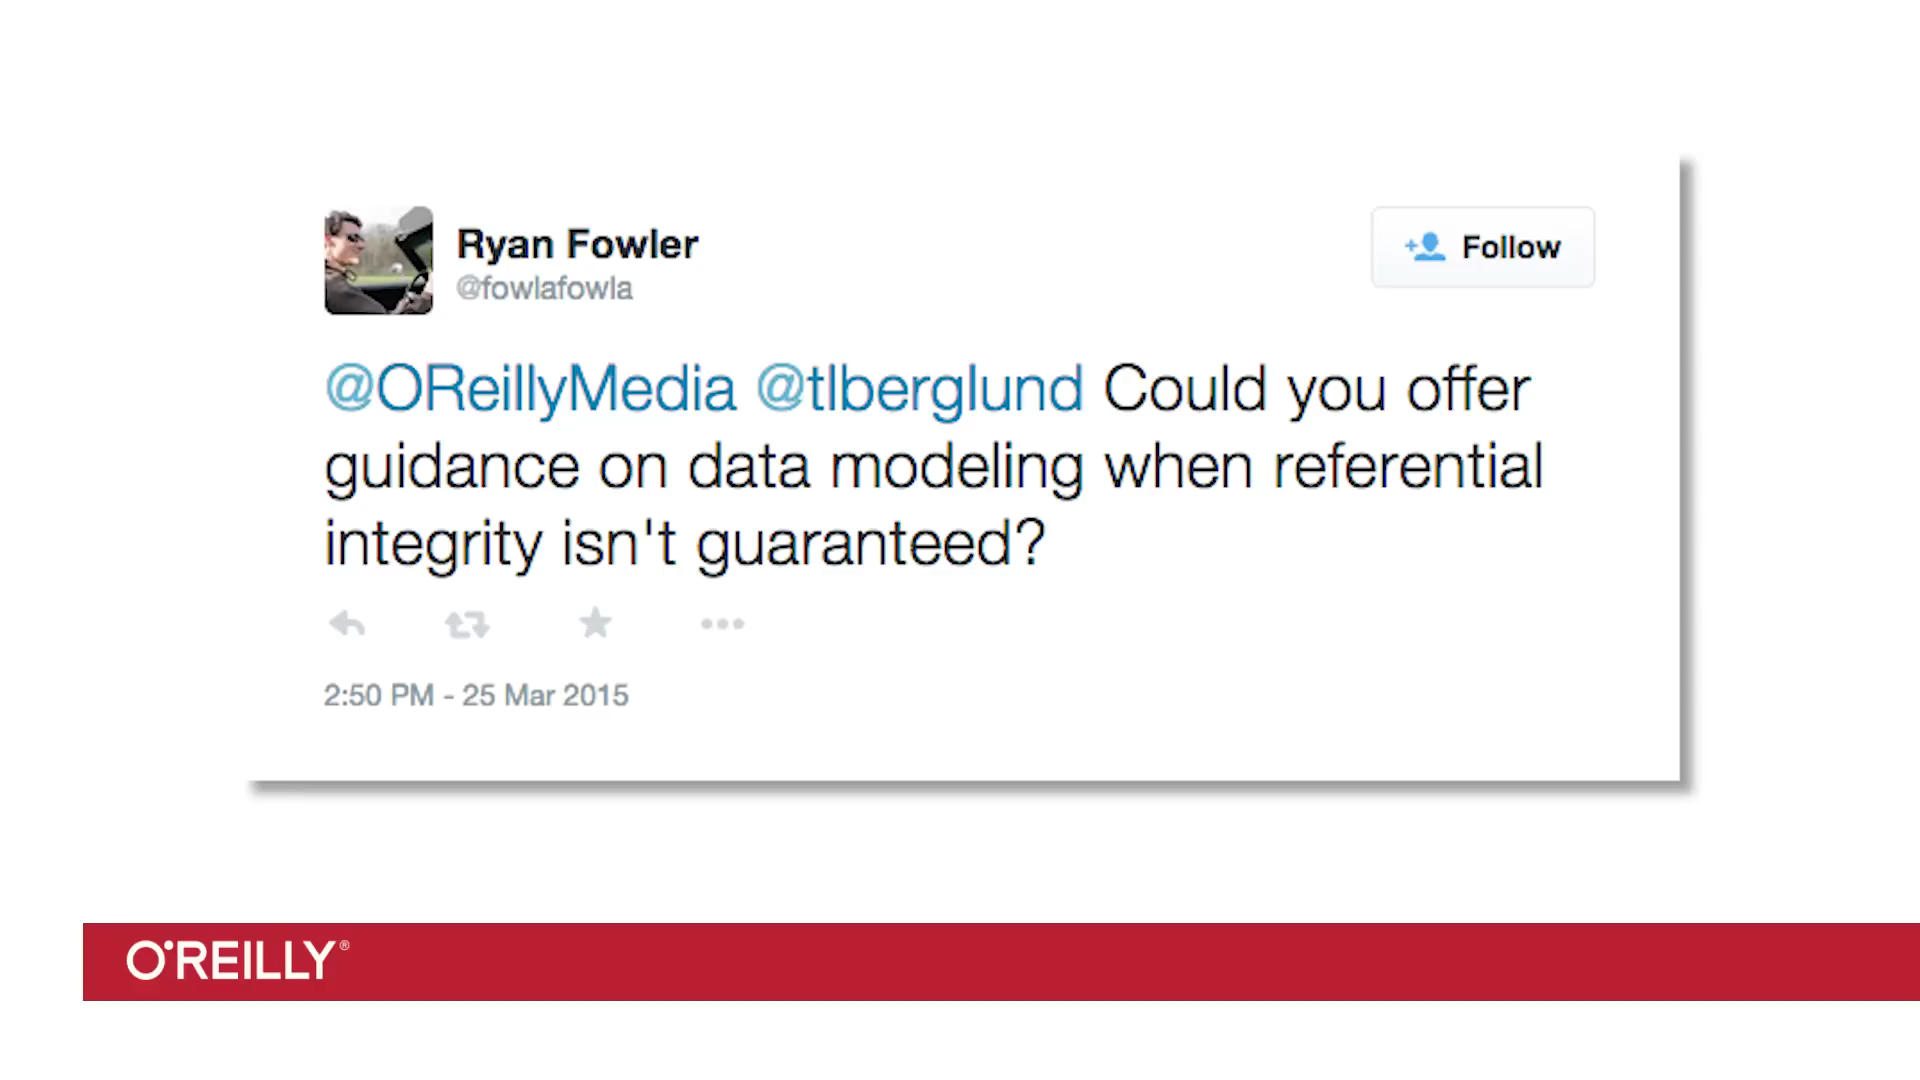 Ryan Fowler
@fowlafowla
Follow
@OReillyMedia @tlberglund Could you offer
guidance on data modeling when referential
integrity isn't guaranteed?
2:50 PM - 25 Mar 2015
O'REILLY®